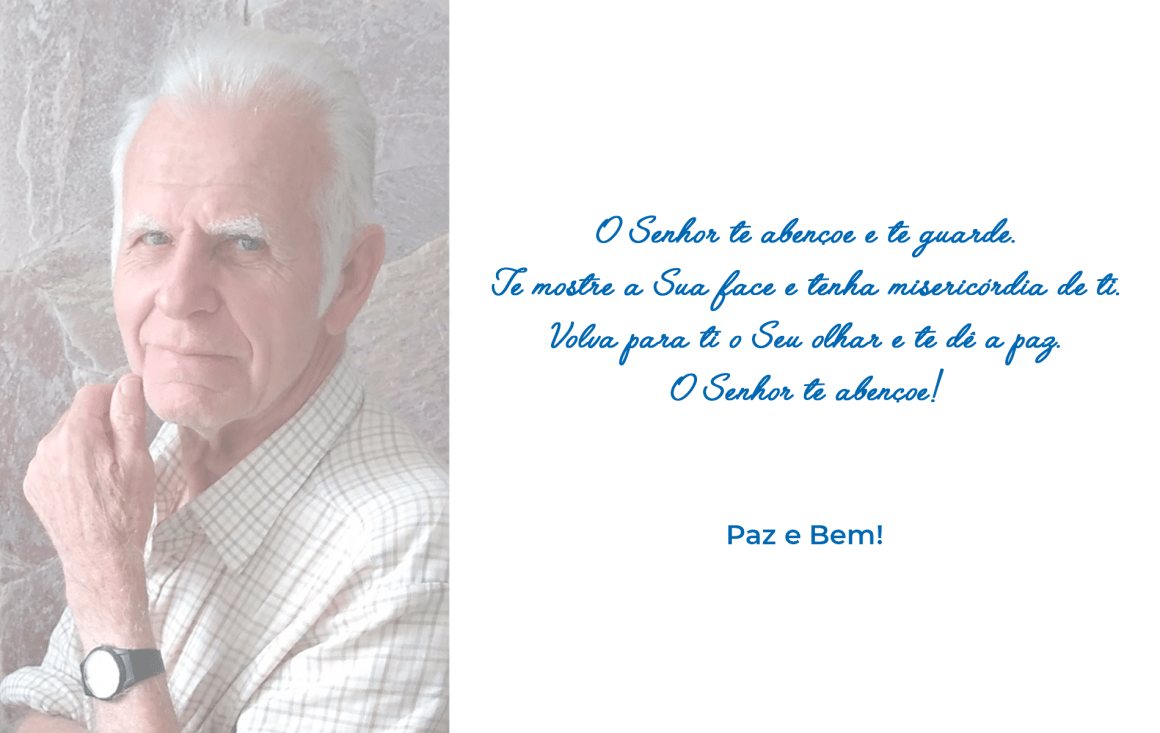 O Senhor te abençoe e te guarde.
Te mostre a Sua face e tenha misericórdia de ti.
Volva para ti o Seu olhar e te dê a paz.
O Senhor te abençoe!
Paz e Bem!